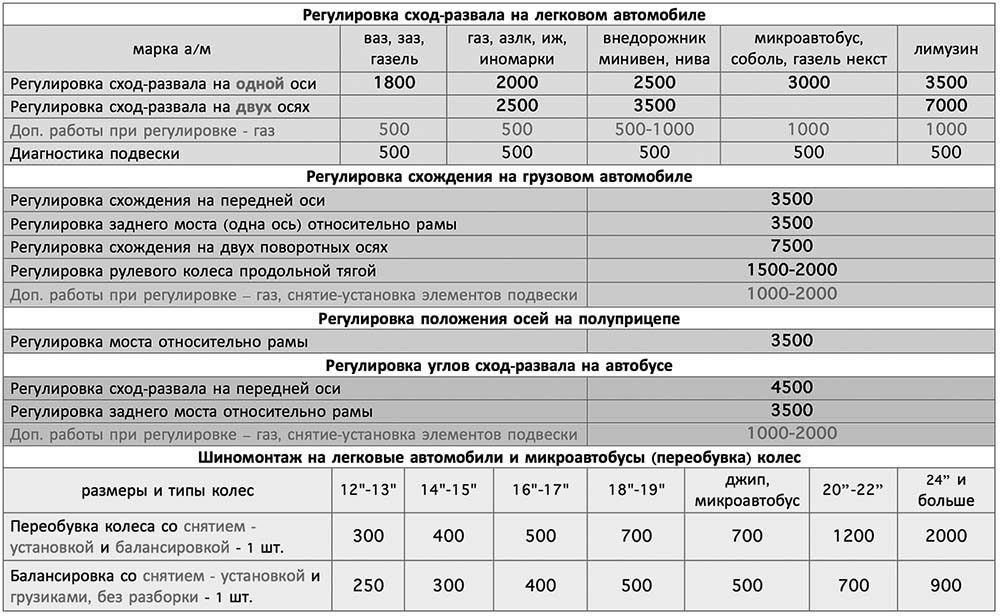 Регулировка сход-развала на легковом автомобиле
марка а/м
ваз, заз,
газель
газ, азлк, иж,
иномарки
внедорожник
минивен, нива
микроавтобус,
соболь, газель некст
лимузин
Регулировка сход-развала на одной оси 1800 2000 2500 3000 3500
Регулировка сход-развала на двух осях 2500 3500 7000
Доп. работы при регулировке - газ 500 500 500-1000 1000 1000
Диагностика подвески 500 500 500 500 500
Регулировка схождения на грузовом автомобиле
Регулировка схождения на передней оси 3500
Регулировка заднего моста (одна ось) относительно рамы 3500
Регулировка схождения на двух поворотных осях 7500
Регулировка рулевого колеса продольной тягой 1500-2000
Доп. работы при регулировке – газ, снятие-установка элементов подвески 1000-2000
Регулировка положения осей на полуприцепе
Регулировка моста относительно рамы 3500
Регулировка углов сход-развала на автобусе
Регулировка сход-развала на передней оси 4500
Регулировка заднего моста относительно рамы 3500
Доп. работы при регулировке – газ, снятие-установка элементов подвески 1000-2000
Шиномонтаж на легковые автомобили и микроавтобусы (переобувка) колес
размеры и типы колес 12"-13" 14"-15" 16"-17" 18"-19"
джип,
микроавтобус
20”-22”
24” и
больше
Переобувка колеса со снятием -
установкой и балансировкой - 1 шт.
300 400 500 700 700 1200 2000
Балансировка со снятием - установкой и
грузиками, без разборки - 1 шт.
250 300 400 500 500 700 900